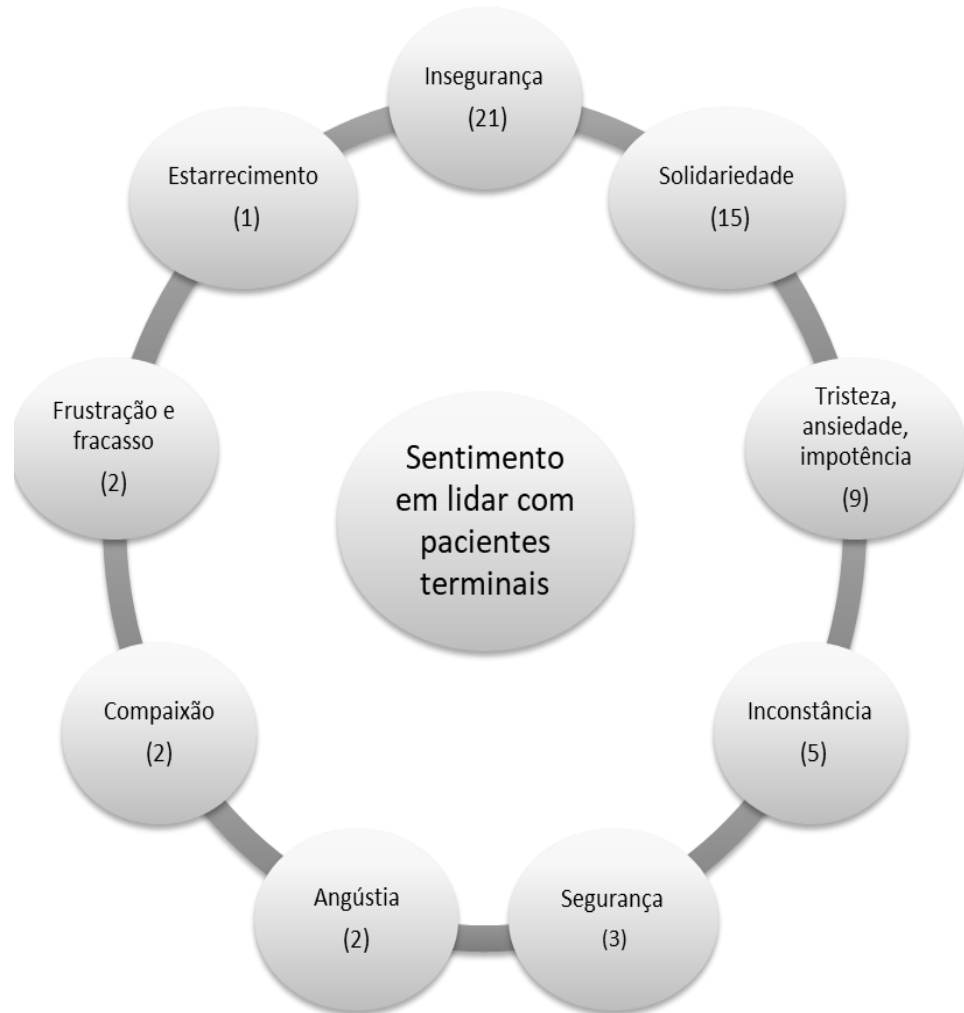 Insegurança
(21)
Solidariedade
(15)
Tristeza,
ansiedade,
impotência
(9)
Inconstância
(5)
Segurança
(3)
Angústia
(2)
Compaixão
(2)
Frustração e
fracasso
(2)
Estarrecimento
(1)
Sentimento
em lidar com
pacientes
terminais